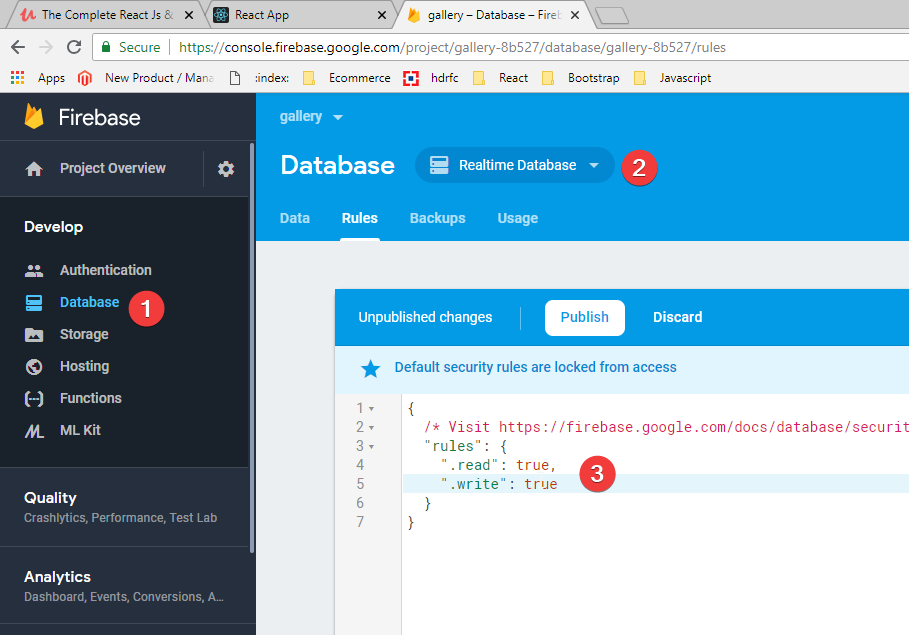 The Complete React Js &
React App
gallery – Database – Fireb
Secure
https://console.firebase.google.com/project/gallery-8b527/database/gallery-8b527/rules
Apps
New Product / Mana
:index:
Ecommerce
hdrfc
React
Bootstrap
Javascript
Firebase
gallery
Project Overview
Database
Realtime Database
2
Data
Rules
Backups
Usage
Develop
Authentication
Database
1
Storage
Hosting
Functions
ML Kit
Quality
Crashlytics, Performance, Test Lab
Analytics
Dashboard, Events, Conversions, A...
Unpublished changes
Publish
Discard
Default security rules are locked from access
1 {
2 /* Visit https://firebase.google.com/docs/database/securit
3 "rules": {
4 ".read": true,
5 ".write": true
3
6 }
7 }